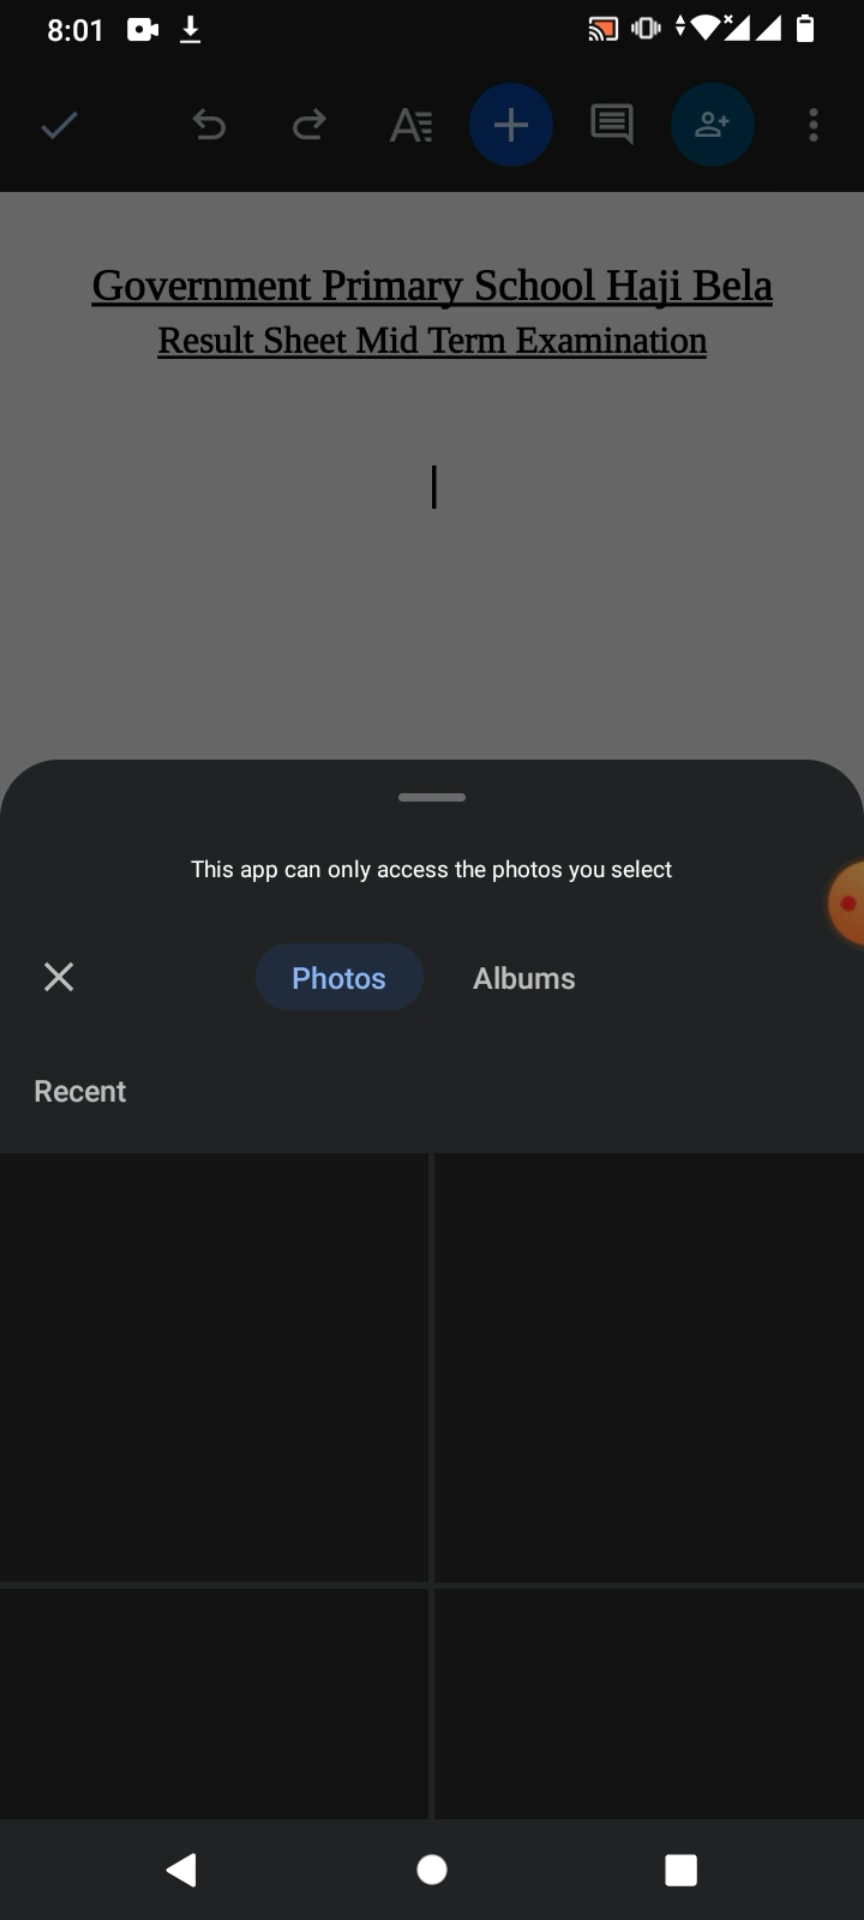 8:01
Government Primary School Haji Bela
Result Sheet Mid Term Examination
This app can only access the photos you select
Photos Albums
Recent